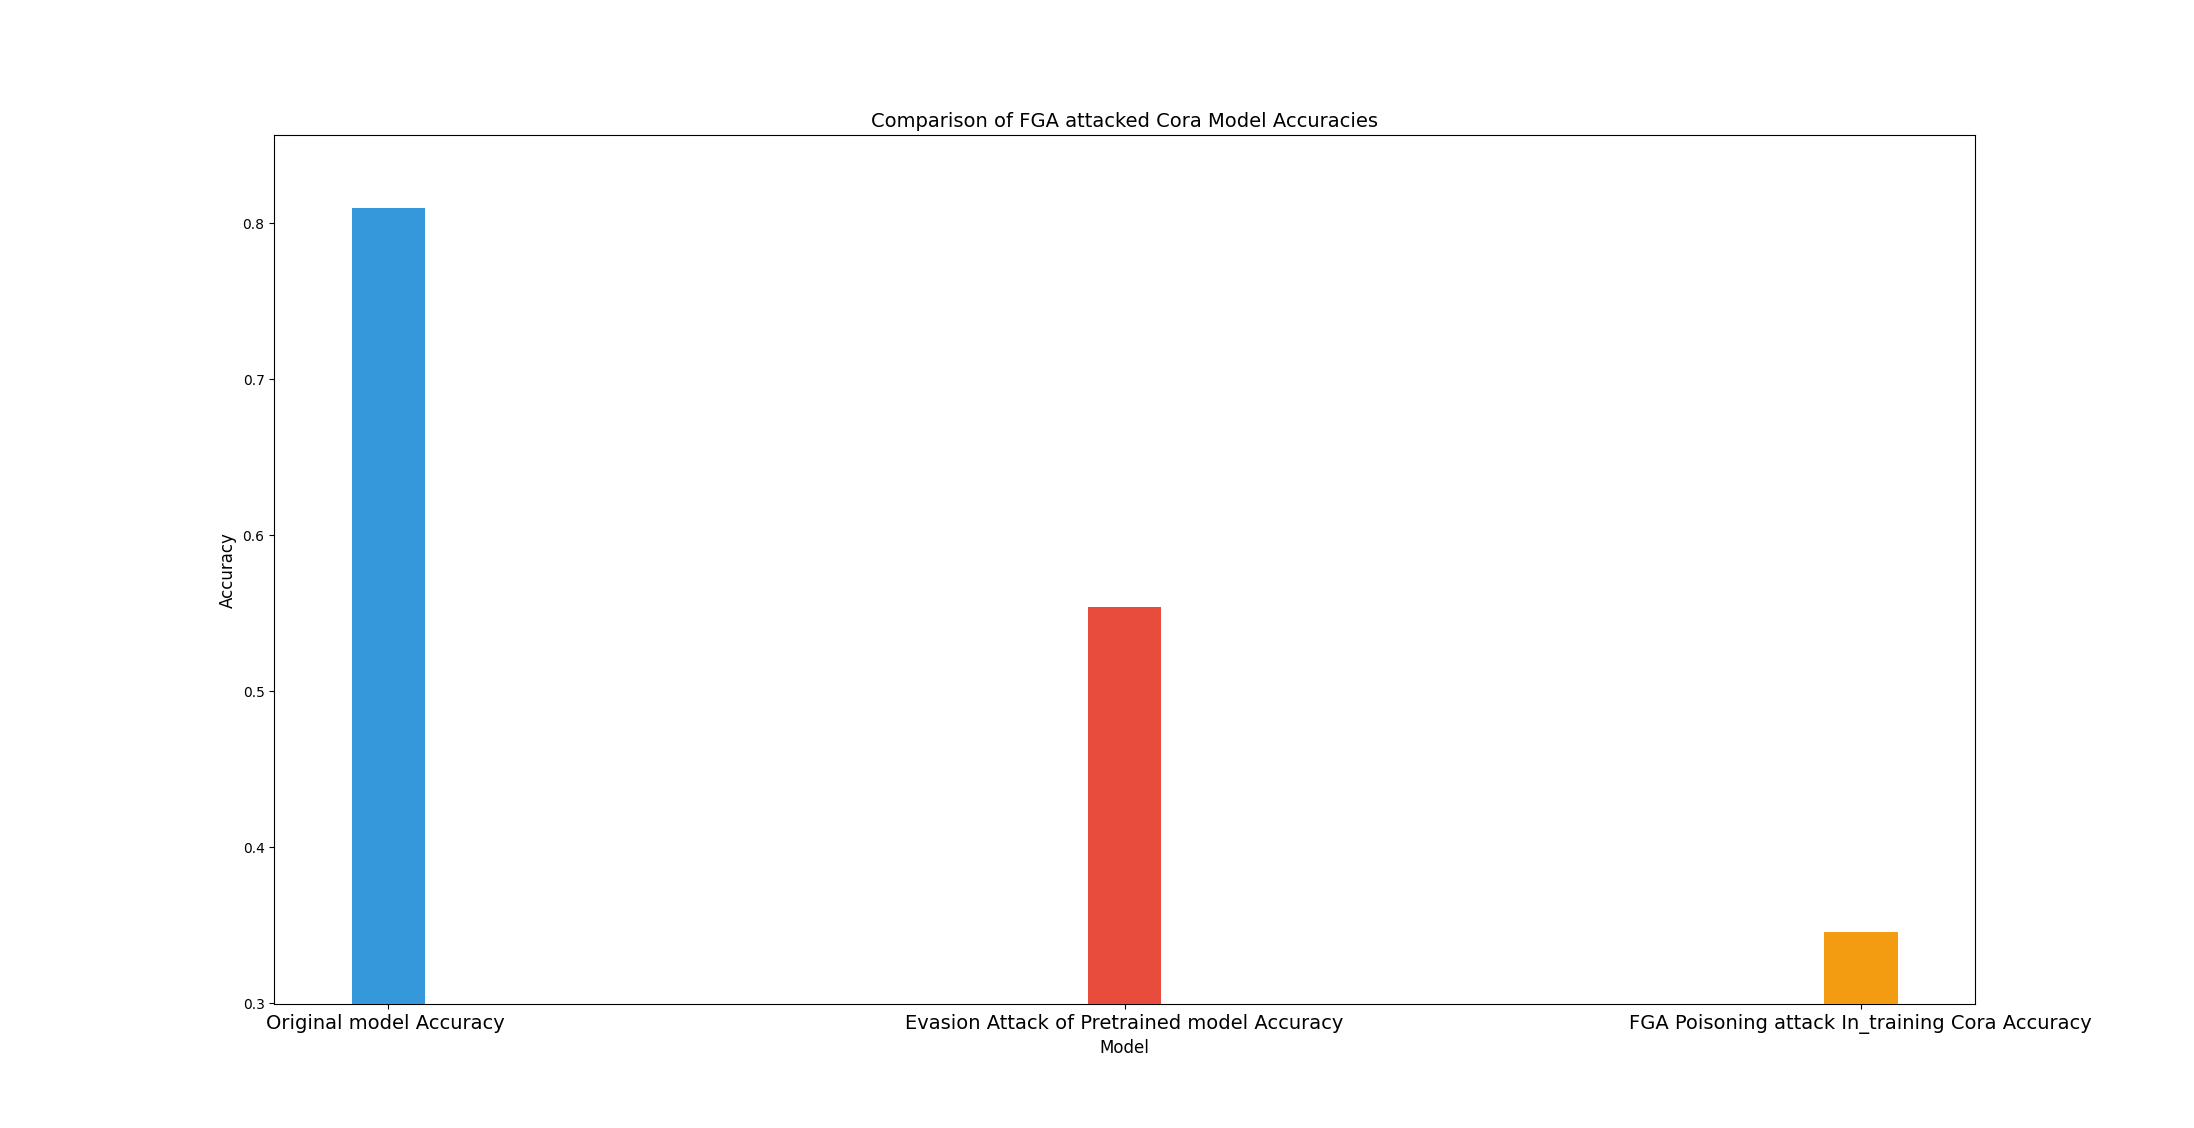 Comparison of FGA attacked Cora Model Accuracies
0.8
0.7
0.6
0.5
0.4
0.3
Accuracy
Original model Accuracy
Evasion Attack of Pretrained model Accuracy
FGA Poisoning attack In_training Cora Accuracy
Model